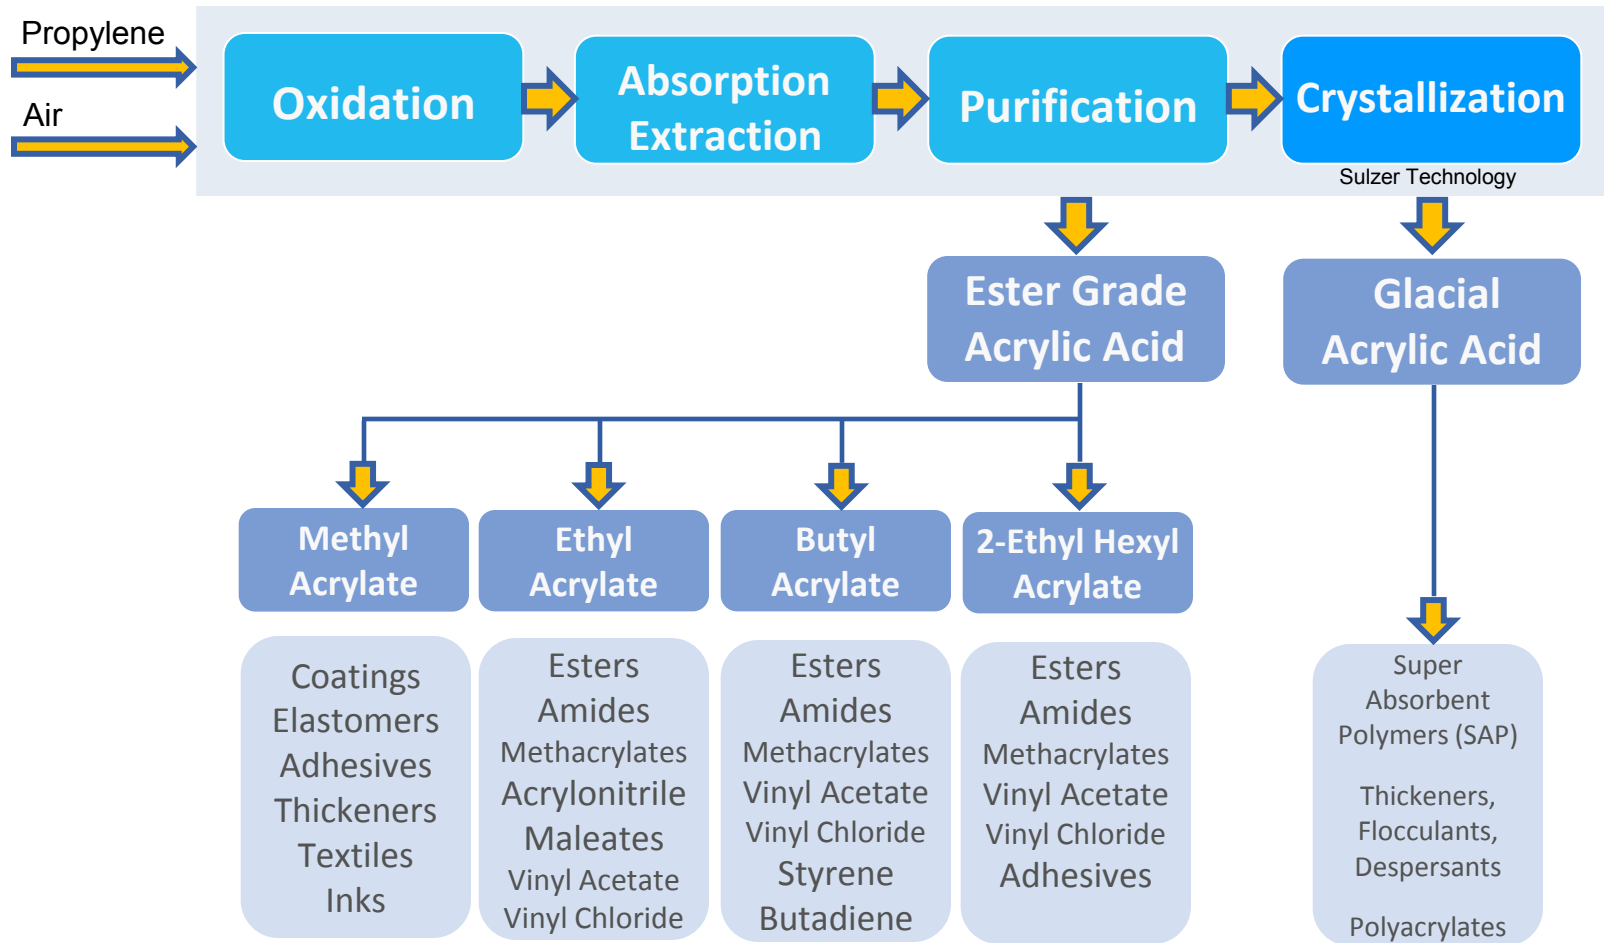 Propylene
Air
Oxidation
Absorption
Extraction
Purification
Crystallization
Sulzer Technology
Ester Grade
Acrylic Acid
Glacial
Acrylic Acid
Methyl
Acrylate
Ethyl
Acrylate
Butyl
Acrylate
2-Ethyl Hexyl
Acrylate
Coatings
Elastomers
Adhesives
Thickeners
Textiles
Inks
Esters
Amides
Methacrylates
Acrylonitrile
Maleates
Vinyl Acetate
Vinyl Chloride
Esters
Amides
Methacrylates
Vinyl Acetate
Vinyl Chloride
Styrene
Butadiene
Esters
Amides
Methacrylates
Vinyl Acetate
Vinyl Chloride
Adhesives
Super
Absorbent
Polymers (SAP)
Thickeners,
Flocculants,
Despersants
Polyacrylates